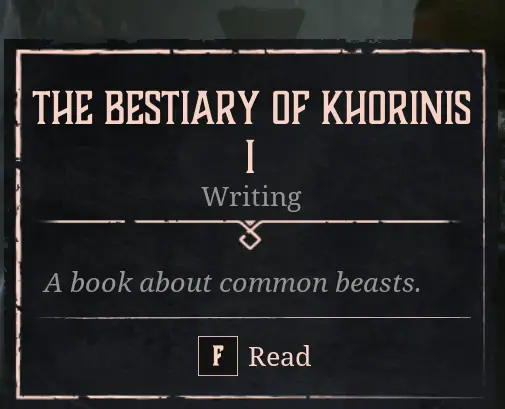 THE BESTIARY OF KHORINIS
I
Writing
A book about common beasts.
F Read